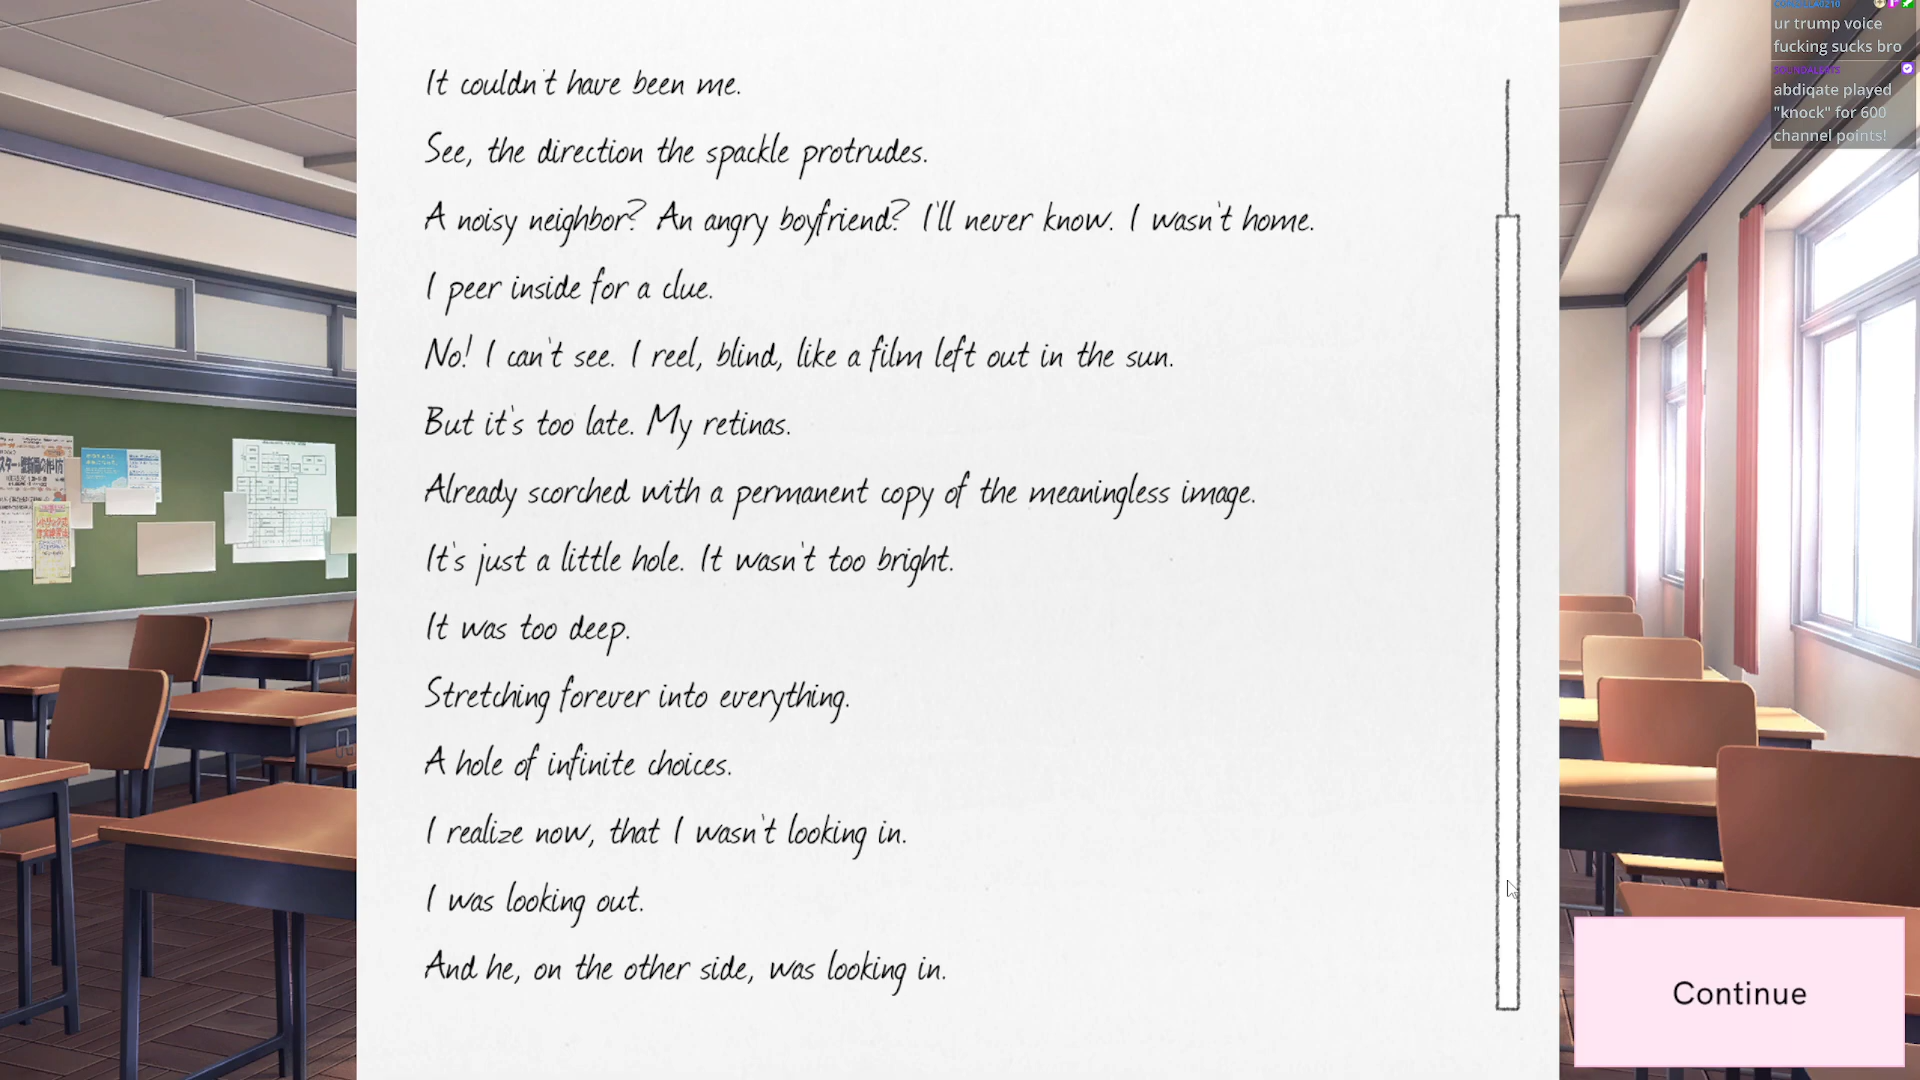 It couldn't have been me.
See, the direction the spackle protrudes.
A noisy neighbor? An angry boyfriend? I'll never know. I wasn't home.
I peer inside for a clue.
No! I can't see. I reel, blind, like a film left out in the sun.
But it's too late. My retinas.
Already scorched with a permanent copy of the meaningless image.
It's just a little hole. It wasn't too bright.
It was too deep.
Stretching forever into everything.
A hole of infinite choices.
I realize now, that I wasn't looking in.
I was looking out.
And he, on the other side, was looking in.
ur trump voice
fucking sucks bro
SOUNDALERTS
abdiqate played
"knock" for 600
channel points!
Continue